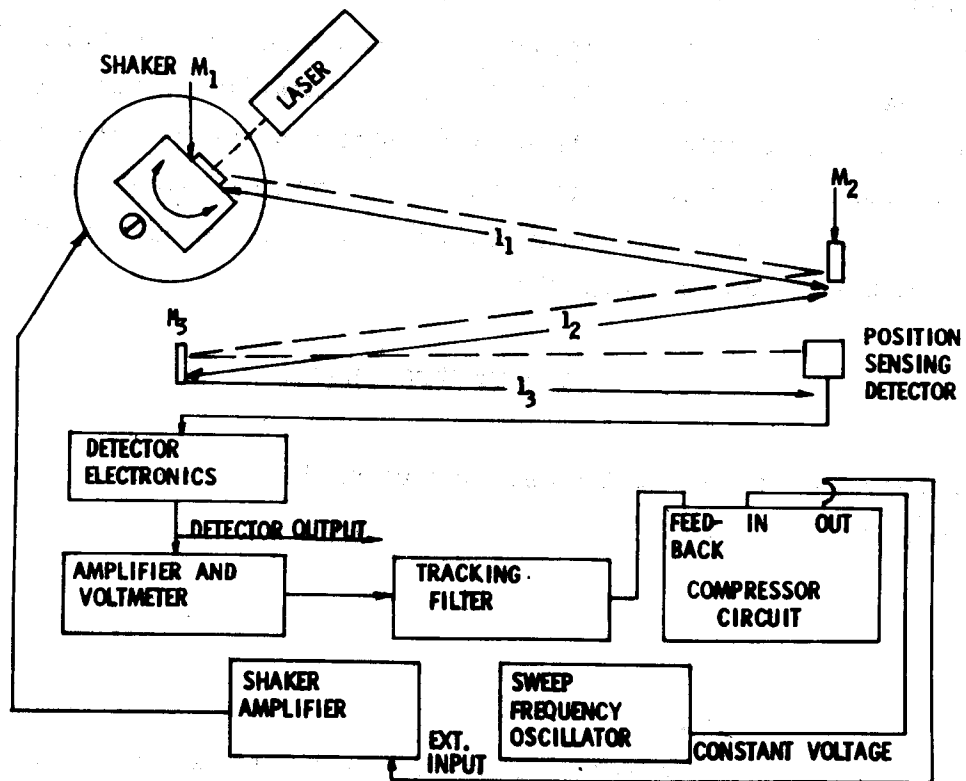 SHAKER M1
LASER
M2
l1
M3
l2
POSITION
SENSING
DETECTOR
l3
DETECTOR
ELECTRONICS
DETECTOR OUTPUT
FEED-
BACK
IN
OUT
COMPRESSOR
CIRCUIT
AMPLIFIER AND
VOLTMETER
TRACKING
FILTER
SHAKER
AMPLIFIER
SWEEP
FREQUENCY
OSCILLATOR
EXT.
INPUT
CONSTANT VOLTAGE